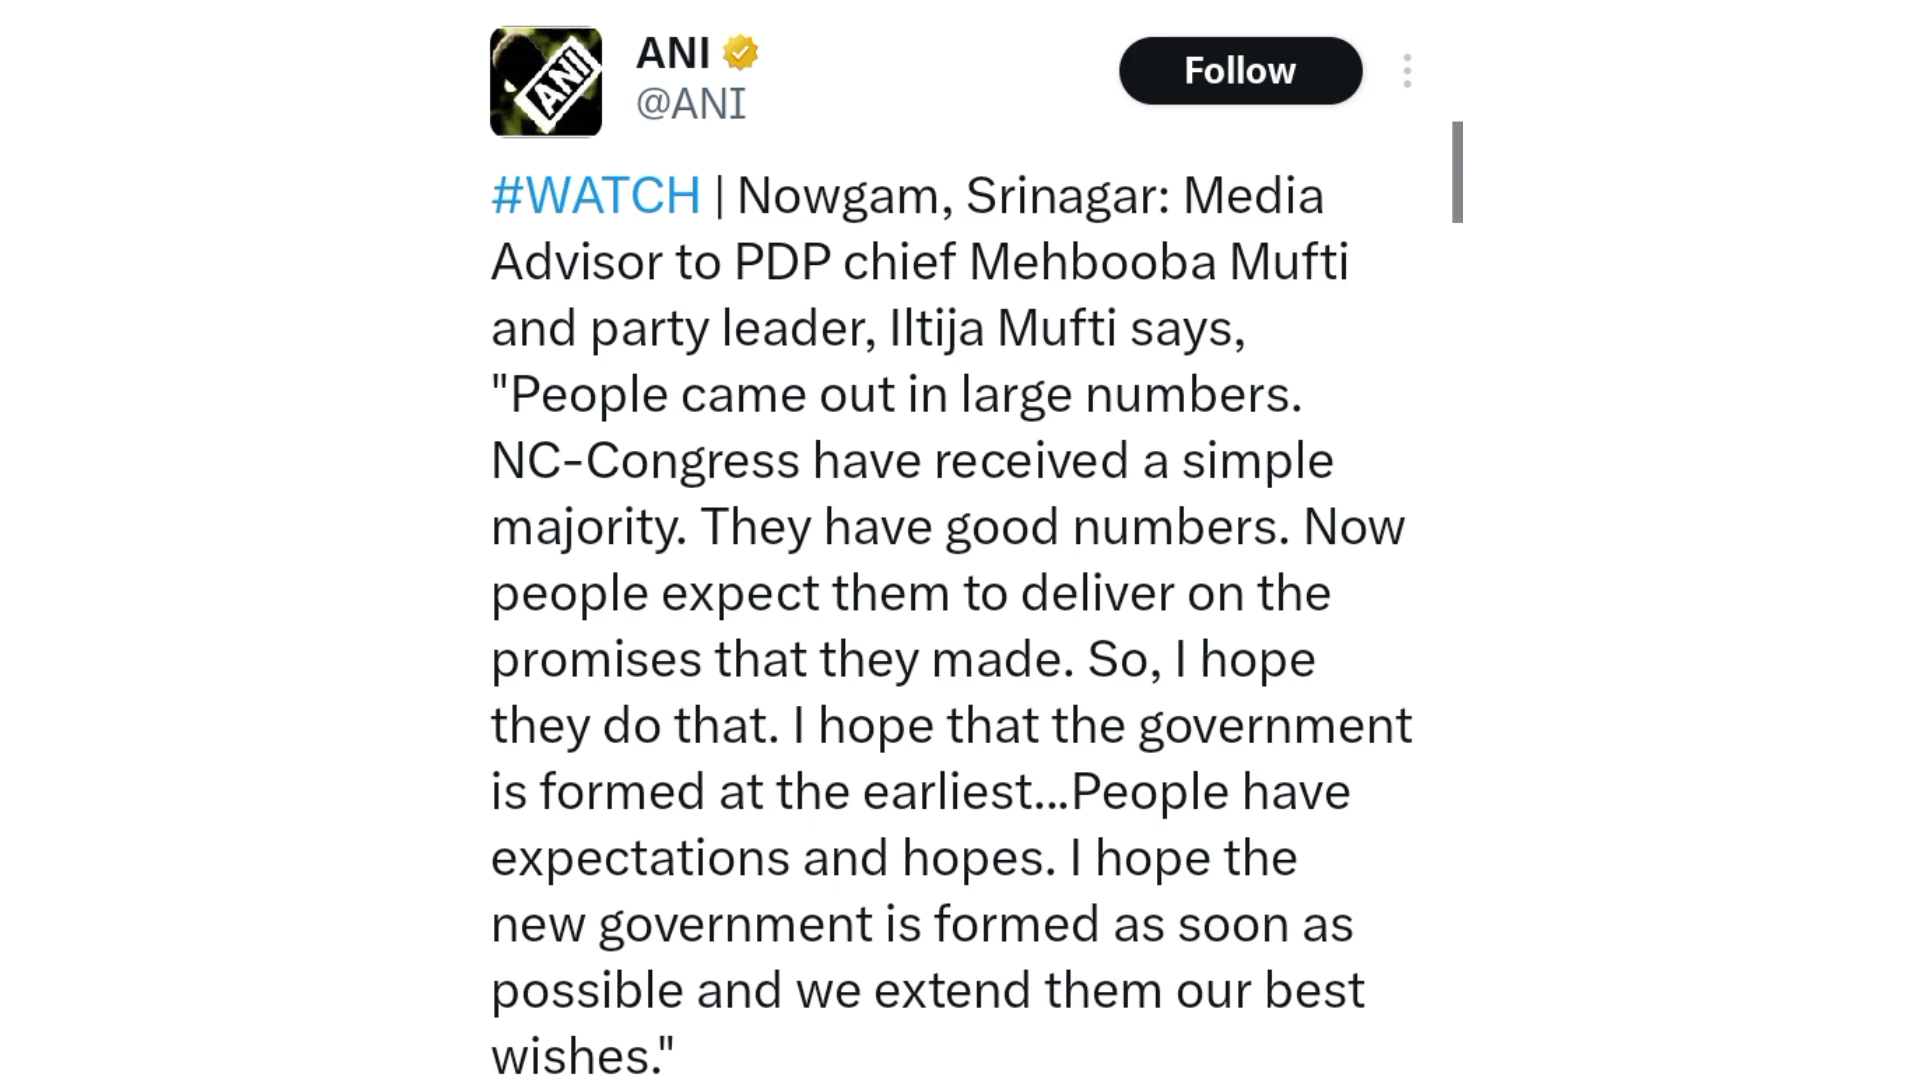 ANI
@ANI
Follow
ANI
#WATCH | Nowgam, Srinagar: Media
Advisor to PDP chief Mehbooba Mufti
and party leader, Iltija Mufti says,
"People came out in large numbers.
NC-Congress have received a simple
majority. They have good numbers. Now
people expect them to deliver on the
promises that they made. So, I hope
they do that. I hope that the government
is formed at the earliest...People have
expectations and hopes. I hope the
new government is formed as soon as
possible and we extend them our best
wishes."